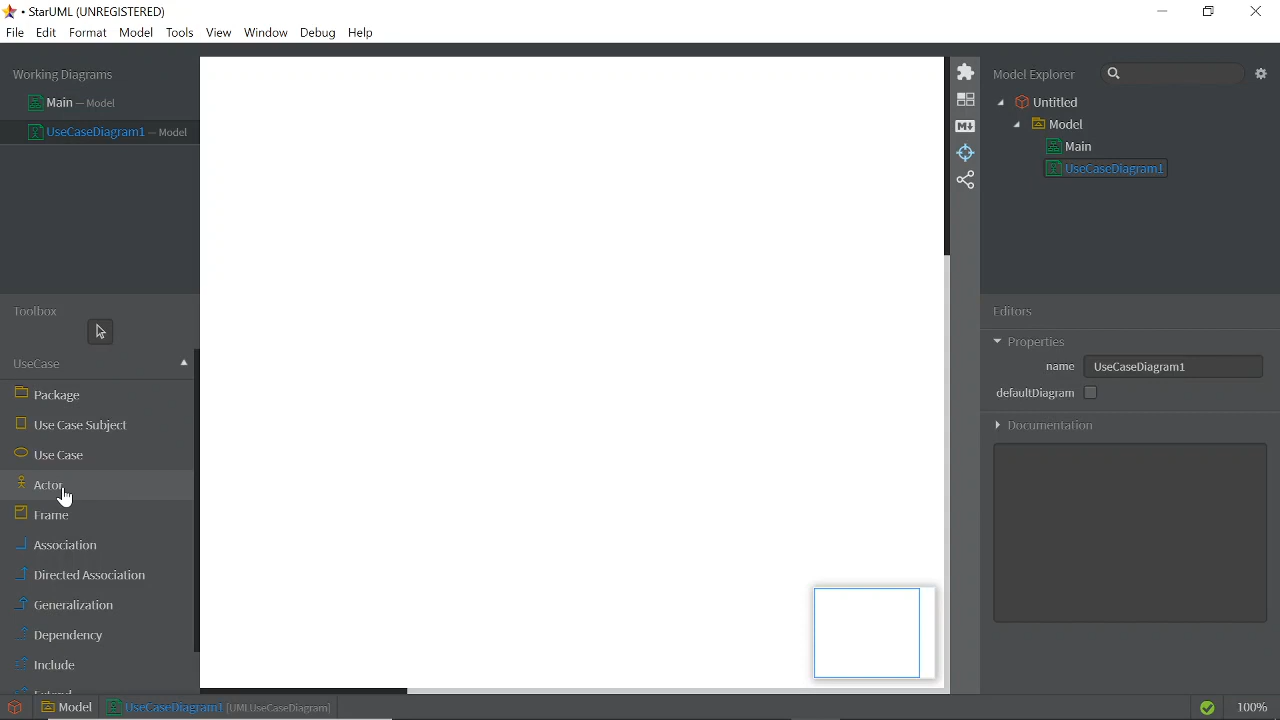 • StarUML (UNREGISTERED)
File Edit Format Model Tools View Window Debug Help
Working Diagrams
Main — Model
UseCaseDiagram1 — Model
Toolbox
UseCase
Package
Use Case Subject
Use Case
Actor
Frame
Association
Directed Association
Generalization
Dependency
Include
Extend
M
Model Explorer
Untitled
Model
Main
UseCaseDiagram1
Editors
Properties
name UseCaseDiagram1
defaultDiagram
Documentation
Model UseCaseDiagram1 [UMLUseCaseDiagram] 100%